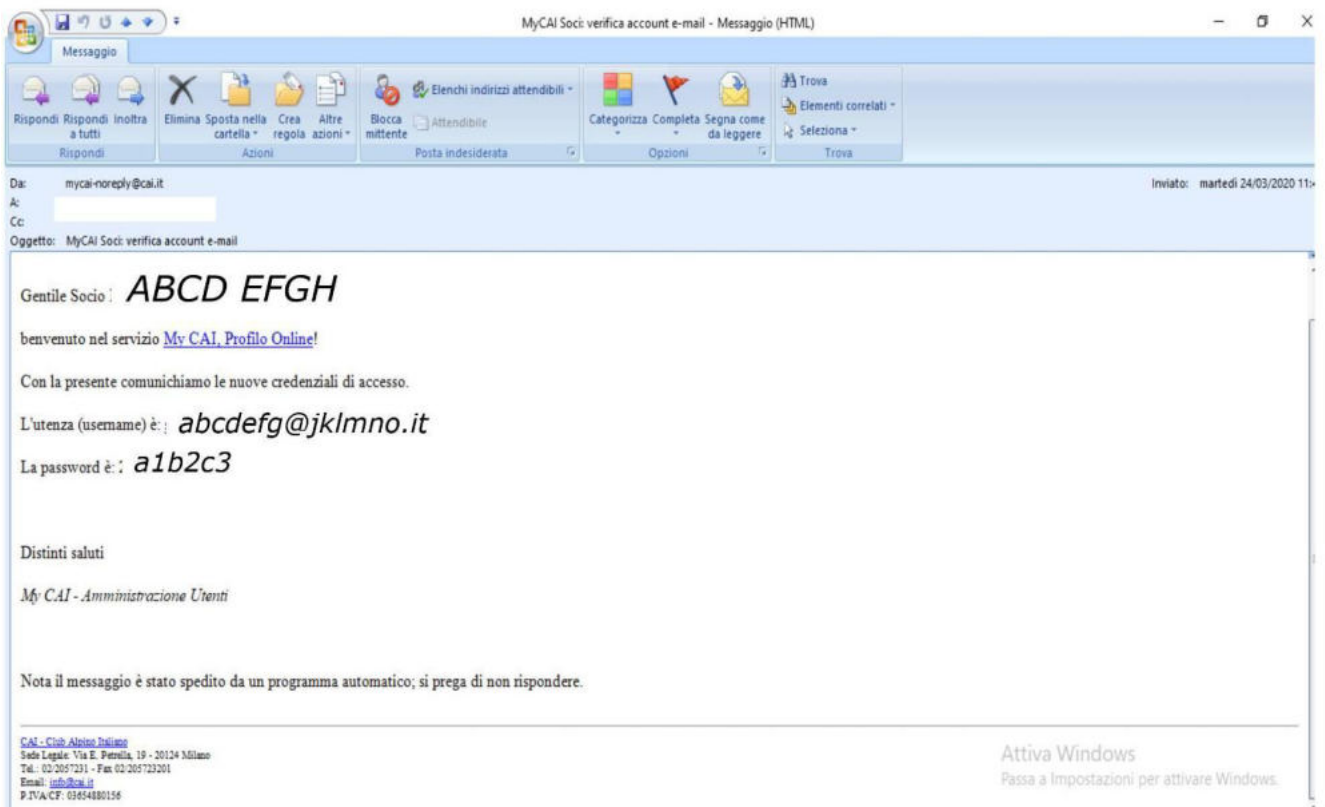 MyCAI Soci: verifica account e-mail - Messaggio (HTML)
Messaggio
Rispondi Rispondi a tutti Inoltra
Elimina Sposta nella cartella Crea regola Altre azioni
Blocca mittente Elenchi indirizzi attendibili Attendibile
Categorizza Completa Segna come da leggere
Trova Elementi correlati Seleziona
Rispondi Azioni Posta indesiderata Opzioni Trova
Da: mycai-noreply@cai.it Inviato: martedì 24/03/2020 11:
A:
Cc:
Oggetto: MyCAI Soci: verifica account e-mail
Gentile Socio ABCD EFGH
benvenuto nel servizio My CAI, Profilo Online!
Con la presente comunichiamo le nuove credenziali di accesso.
L'utenza (username) è: abcdefg@jklmno.it
La password è: a1b2c3
Distinti saluti
My CAI - Amministrazione Utenti
Nota il messaggio è stato spedito da un programma automatico; si prega di non rispondere.
CAI - Club Alpino Italiano
Sede Legale: Via E. Petrella, 19 - 20124 Milano
Tel.: 02/2057231 - Fax 02/205723201
Email: info@cai.it
P.IVA/CF: 03654880156
Attiva Windows
Passa a Impostazioni per attivare Windows.